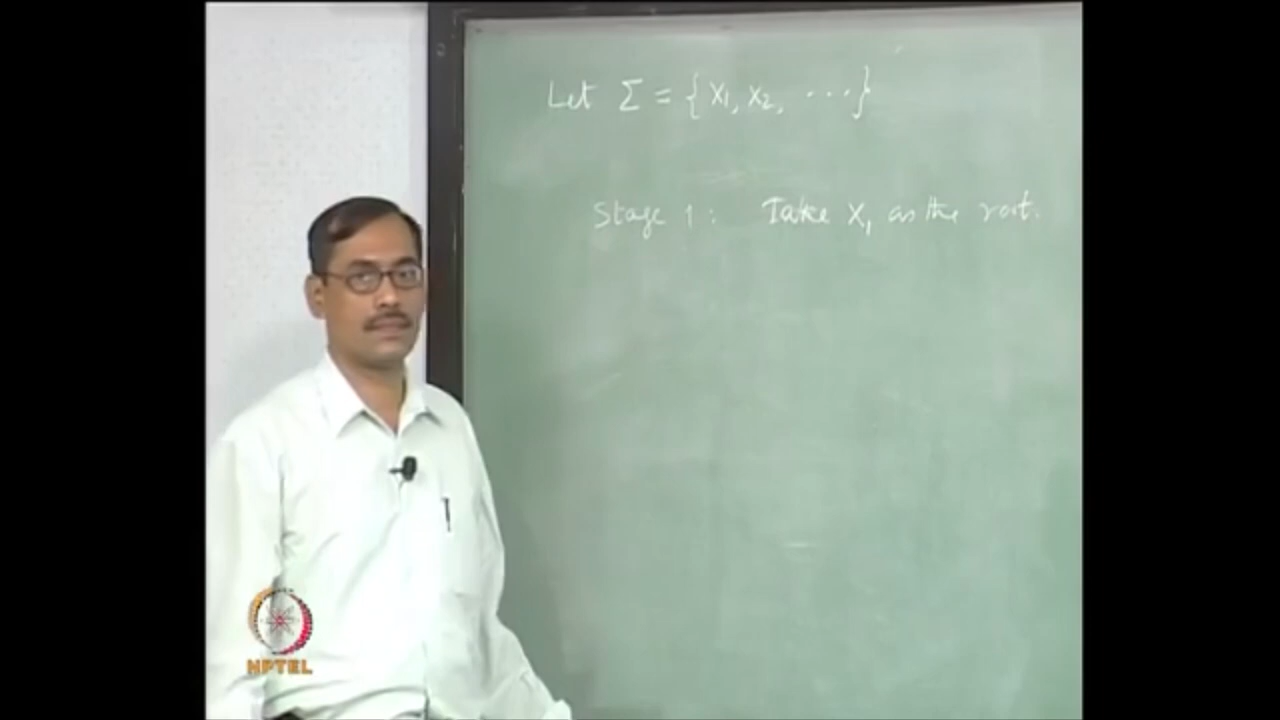 Let Σ = {X1, X2, ...}
Stage 1: Take X1 as the root.
NPTEL